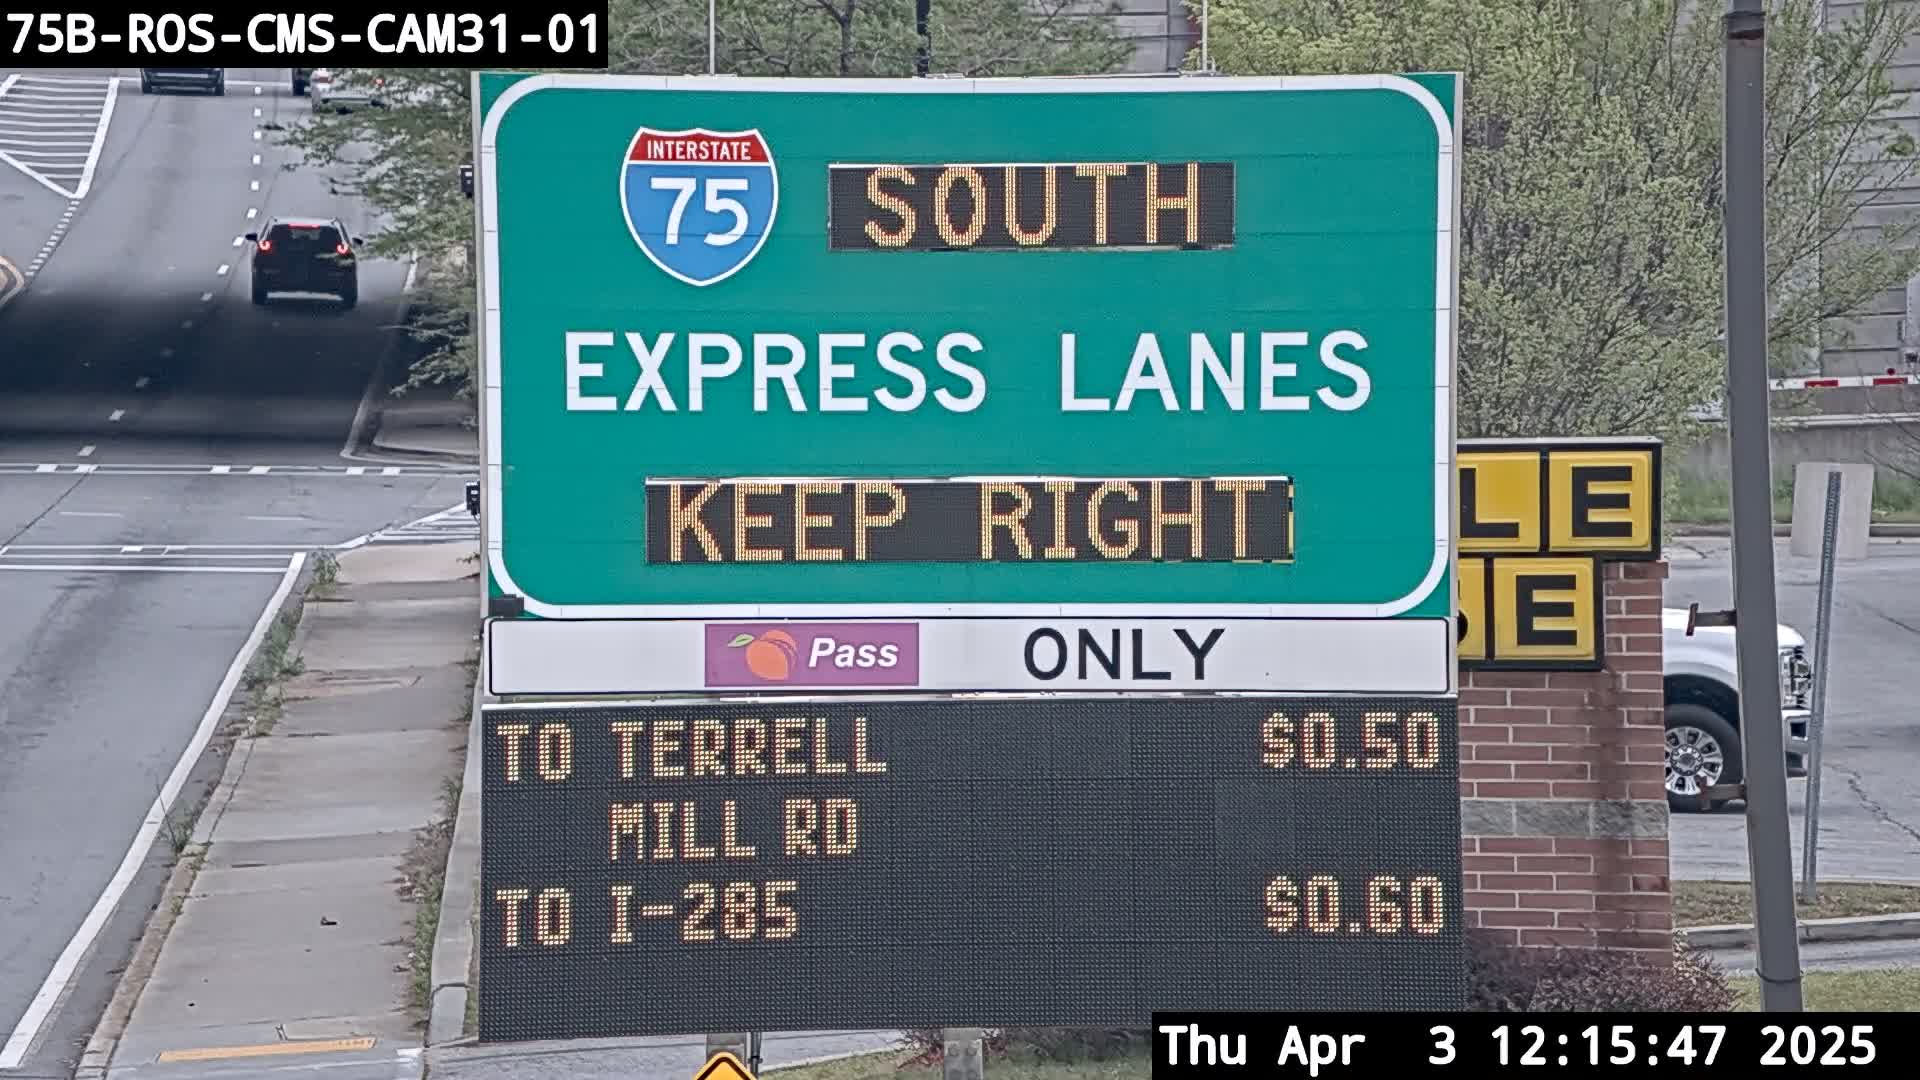 75B-ROS-CMS-CAM31-01
INTERSTATE
75
SOUTH
EXPRESS LANES
KEEP RIGHT
Pass
ONLY
TO TERRELL $0.50
MILL RD
TO I-285 $0.60
LE
E
Thu Apr 3 12:15:47 2025